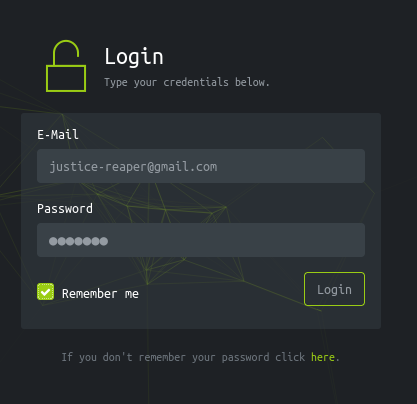 Login
Type your credentials below.
E-Mail
justice-reaper@gmail.com
Password
●●●●●●●
Remember me
Login
If you don't remember your password click here.